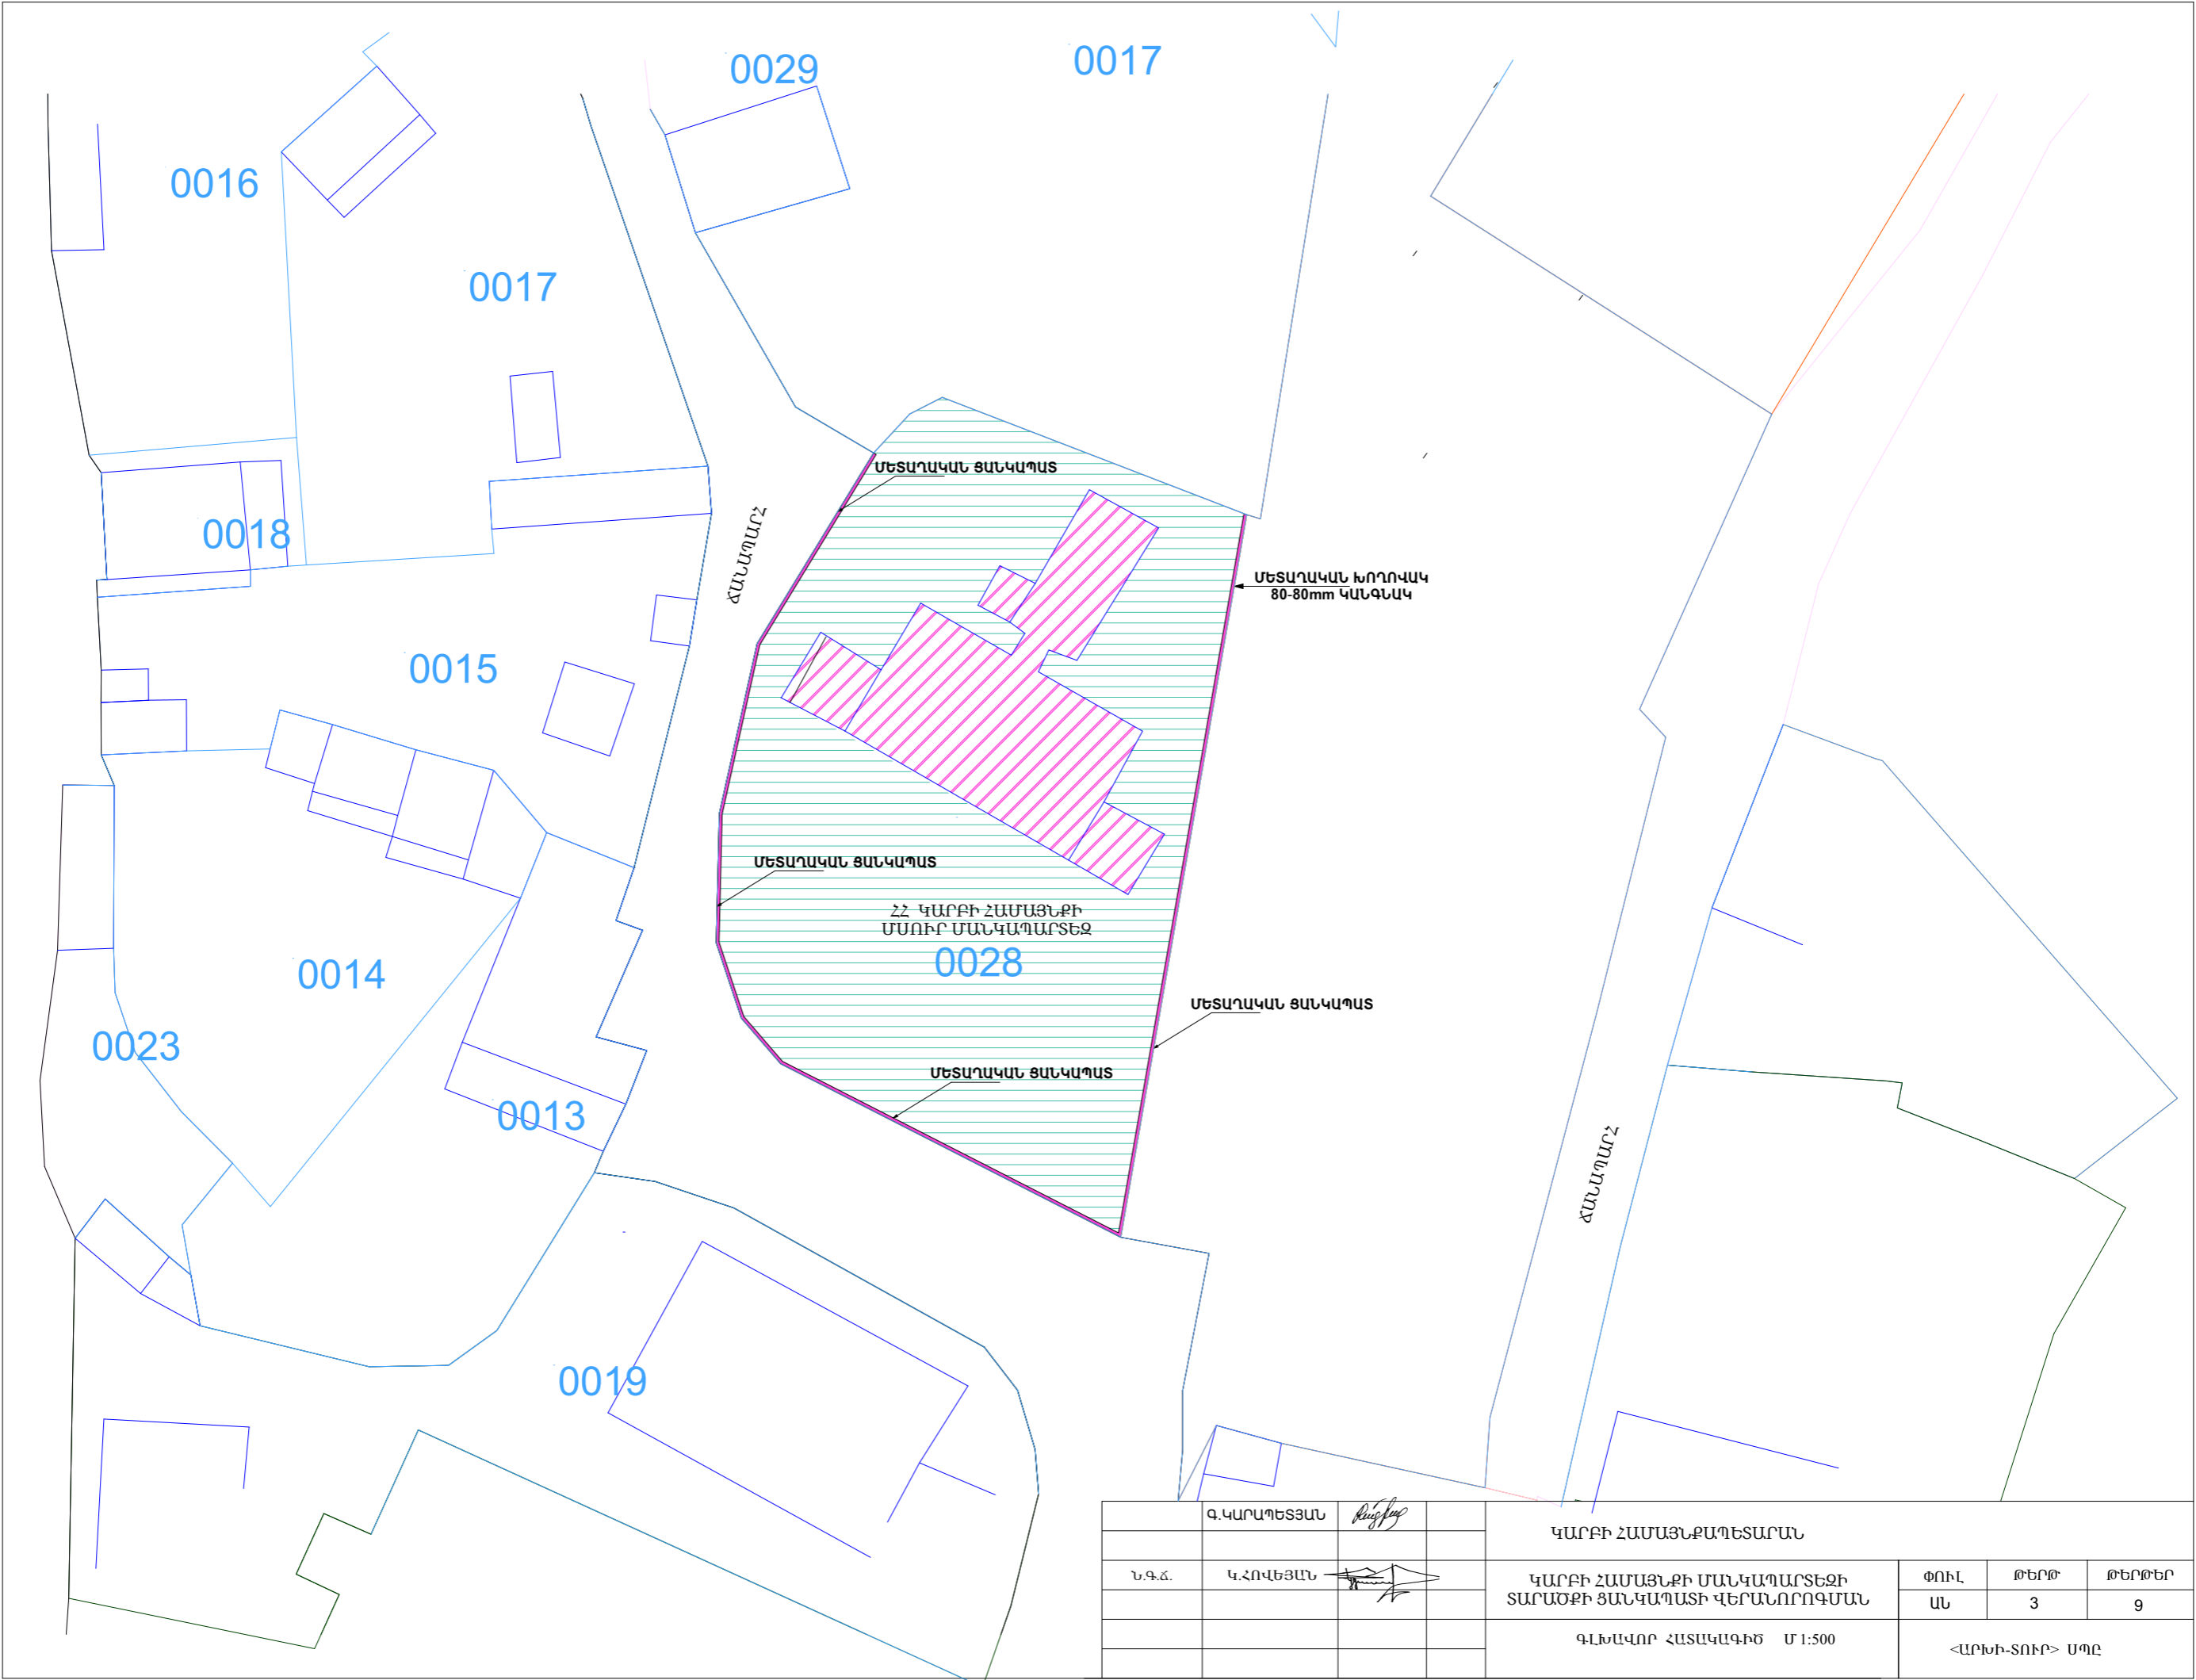 0029
0017
0016
0017
ՄԵՏԱՂԱԿԱՆ ՑԱՆԿԱՊԱՏ
0018
ՃԱՆԱՊԱՐՀ
ՄԵՏԱՂԱԿԱՆ ԽՈՂՈՎԱԿ
80-80mm ԿԱՆԳՆԱԿ
0015
ՄԵՏԱՂԱԿԱՆ ՑԱՆԿԱՊԱՏ
ՀՀ ԿԱՐԲԻ ՀԱՄԱՅՆՔԻ
ՄՍՈՒՐ ՄԱՆԿԱՊԱՐՏԵԶ
0028
0014
ՄԵՏԱՂԱԿԱՆ ՑԱՆԿԱՊԱՏ
0023
ՄԵՏԱՂԱԿԱՆ ՑԱՆԿԱՊԱՏ
0013
ՃԱՆԱՊԱՐՀ
0019
Գ.ԿԱՐԱՊԵՏՅԱՆ
ԿԱՐԲԻ ՀԱՄԱՅՆՔԱՊԵՏԱՐԱՆ
Ն.Գ.Ճ. Կ.ՀՈՎԵՅԱՆ
ԿԱՐԲԻ ՀԱՄԱՅՆՔԻ ՄԱՆԿԱՊԱՐՏԵԶԻ
ՏԱՐԱԾՔԻ ՑԱՆԿԱՊԱՏԻ ՎԵՐԱՆՈՐՈԳՄԱՆ
ՓՈՒԼ ԹԵՐԹ ԹԵՐԹԵՐ
ԱՆ 3 9
ԳԼԽԱՎՈՐ ՀԱՏԱԿԱԳԻԾ Մ 1:500
<ԱՐԽԻ-ՏՈՒՐ> ՍՊԸ